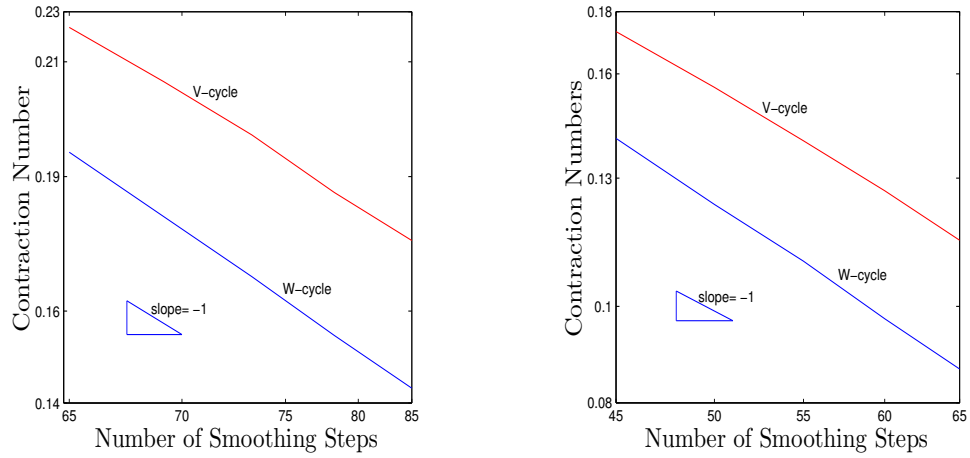 0.23
0.21
0.19
0.16
0.14
Contraction Number
V-cycle
W-cycle
slope= -1
65
70
75
80
85
Number of Smoothing Steps
0.18
0.16
0.13
0.1
0.08
Contraction Numbers
V-cycle
W-cycle
slope= -1
45
50
55
60
65
Number of Smoothing Steps